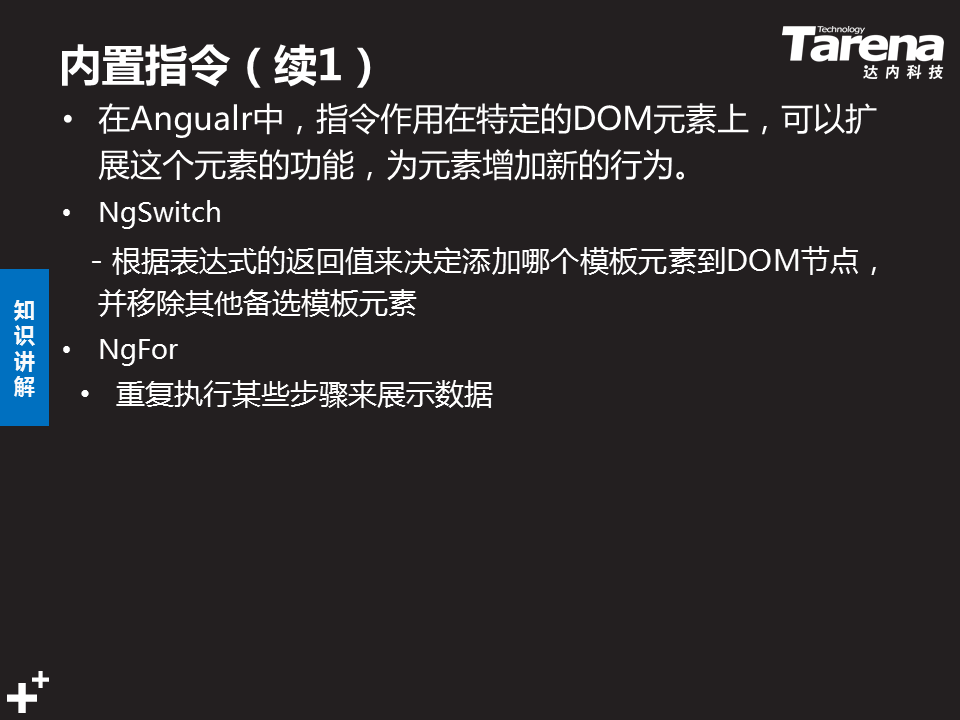 内置指令（续1）
Technology
Tarena
达内科技
• 在Angualr中，指令作用在特定的DOM元素上，可以扩
展这个元素的功能，为元素增加新的行为。
• NgSwitch
- 根据表达式的返回值来决定添加哪个模板元素到DOM节点，
并移除其他备选模板元素
• NgFor
• 重复执行某些步骤来展示数据
知
识
讲
解